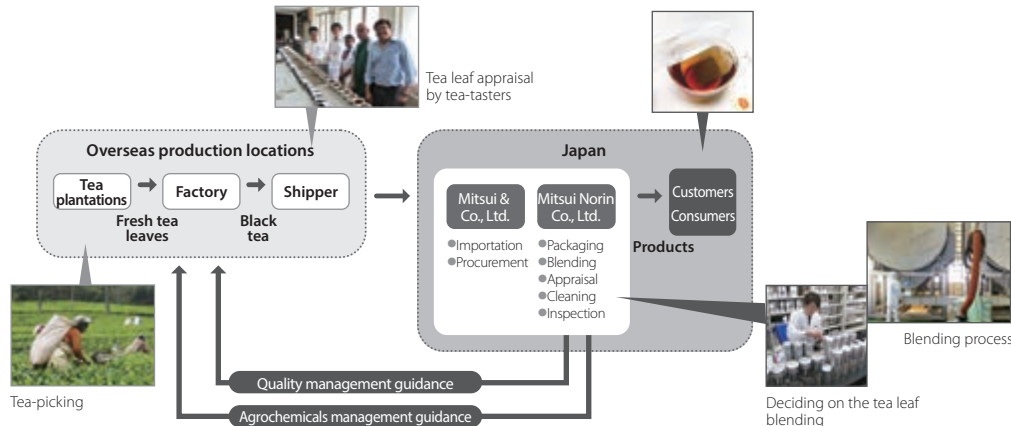 Tea leaf appraisal
by tea-tasters
Overseas production locations
Tea
plantations
Factory
Shipper
Fresh tea
leaves
Black
tea
Japan
Mitsui &
Co., Ltd.
Mitsui Norin
Co., Ltd.
●Importation
●Procurement
●Packaging
●Blending
●Appraisal
●Cleaning
●Inspection
Products
Customers
Consumers
Tea-picking
Quality management guidance
Agrochemicals management guidance
Deciding on the tea leaf
blending
Blending process